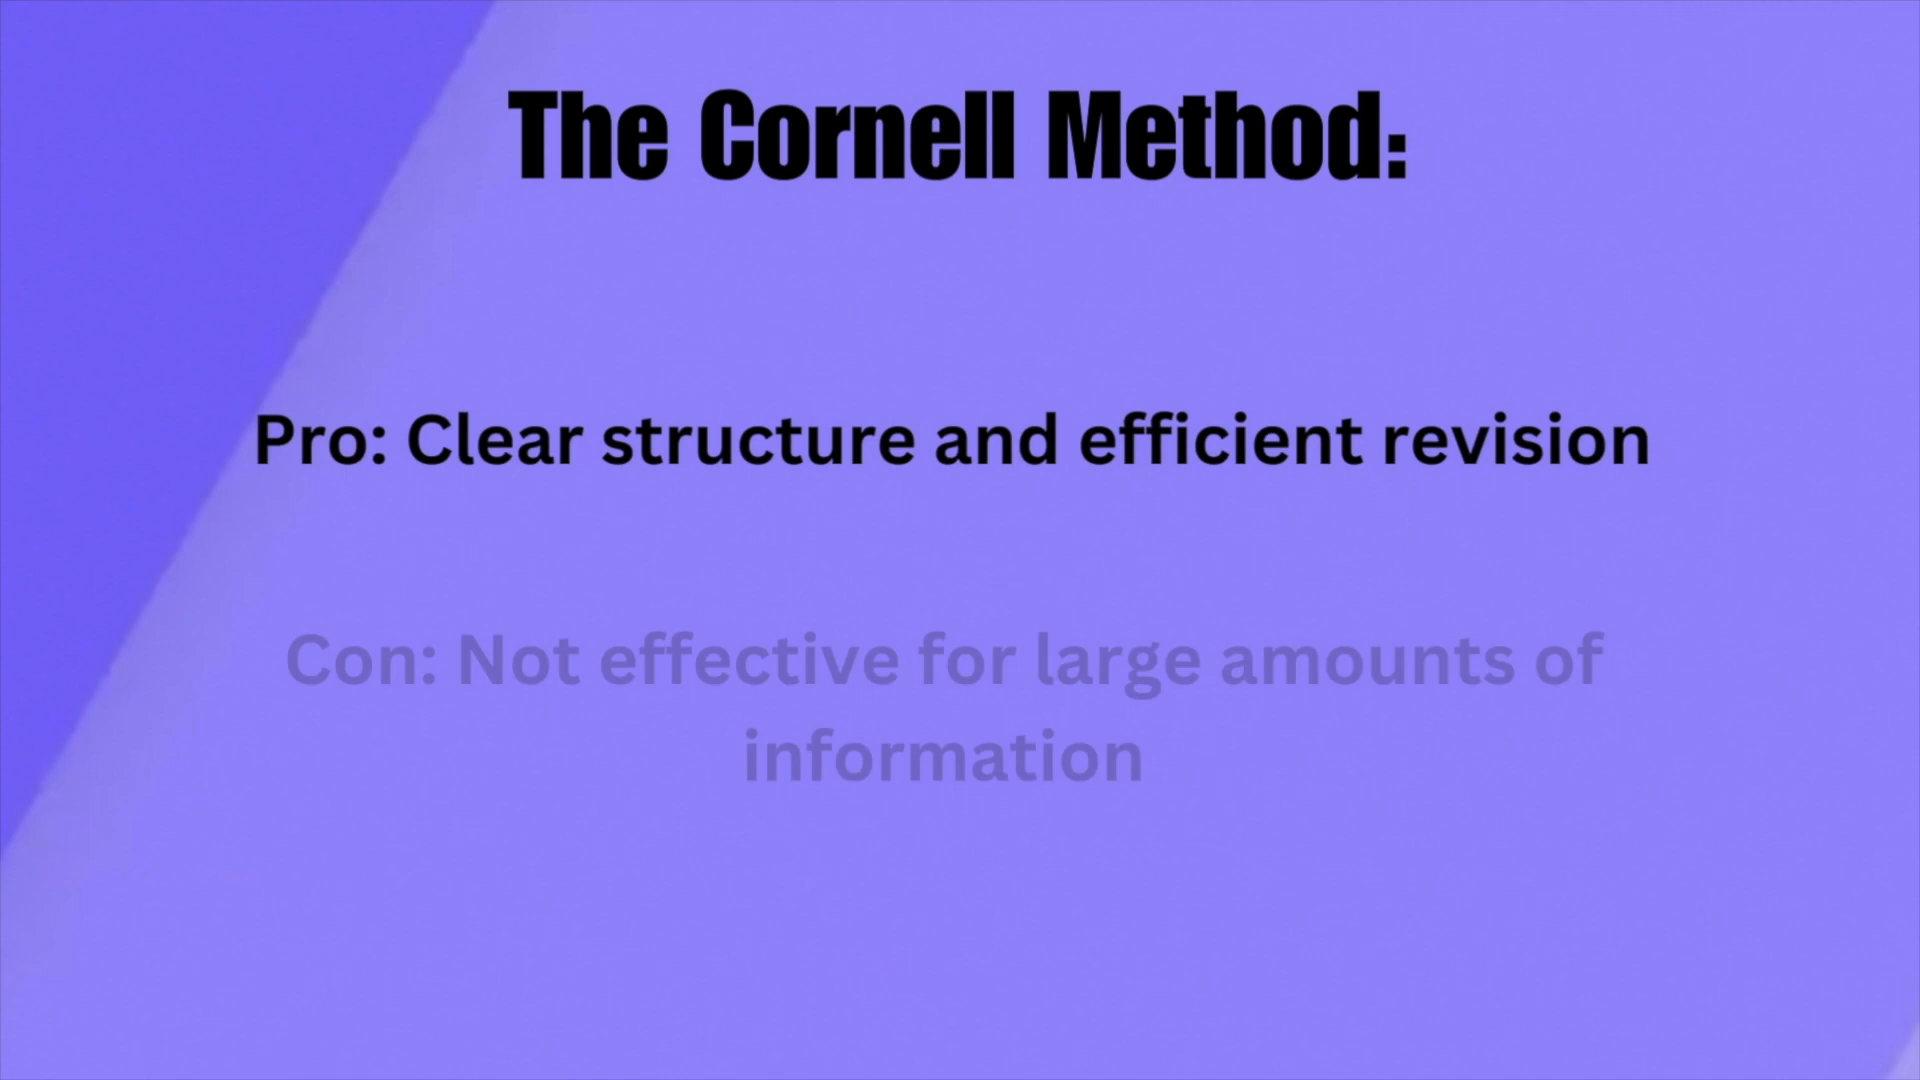 The Cornell Method:
Pro: Clear structure and efficient revision
Con: Not effective for large amounts of
information